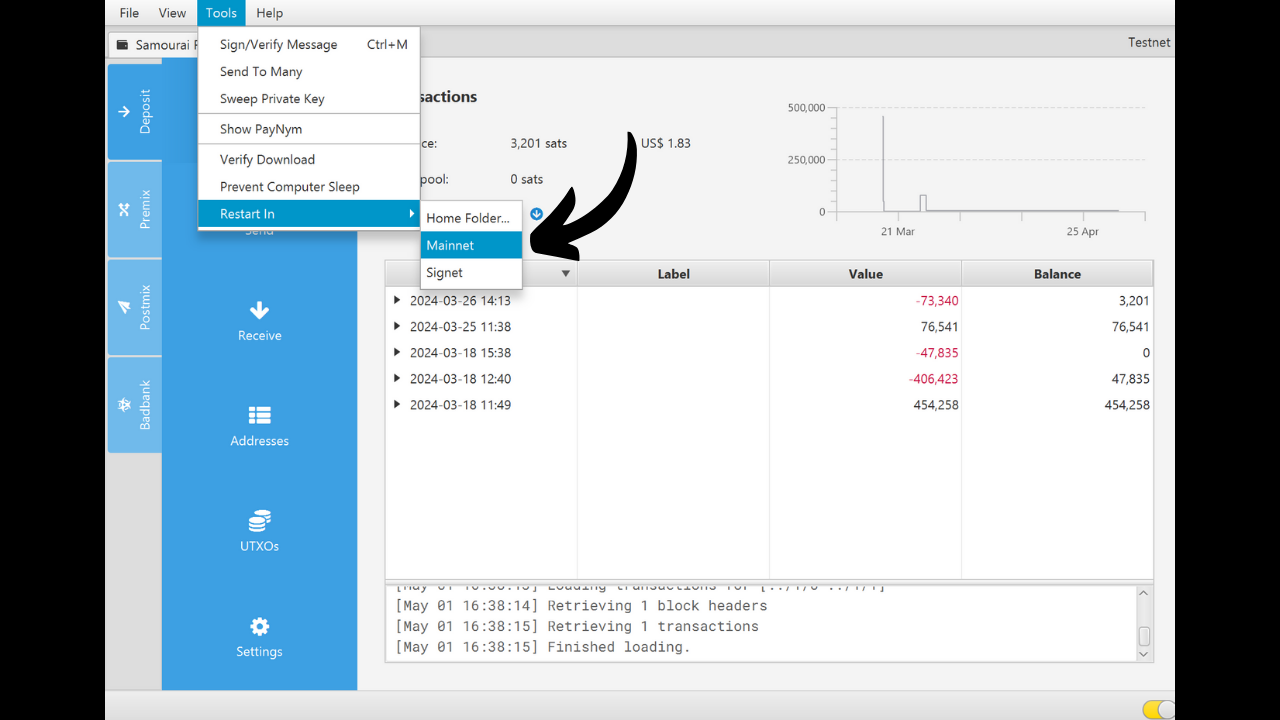 File View Tools Help
Samourai
Testnet
Sign/Verify Message Ctrl+M
Send To Many
Sweep Private Key
Show PayNym
Verify Download
Prevent Computer Sleep
Restart In
Home Folder...
Mainnet
Signet
Deposit
Premix
Postmix
Badbank
Send
Receive
Addresses
UTXOs
Settings
sactions
ce: 3,201 sats US$ 1.83
pool: 0 sats
500,000
250,000
0
21 Mar 25 Apr
Label Value Balance
2024-03-26 14:13 -73,340 3,201
2024-03-25 11:38 76,541 76,541
2024-03-18 15:38 -47,835 0
2024-03-18 12:40 -406,423 47,835
2024-03-18 11:49 454,258 454,258
[May 01 16:38:14] Retrieving 1 block headers
[May 01 16:38:15] Retrieving 1 transactions
[May 01 16:38:15] Finished loading.